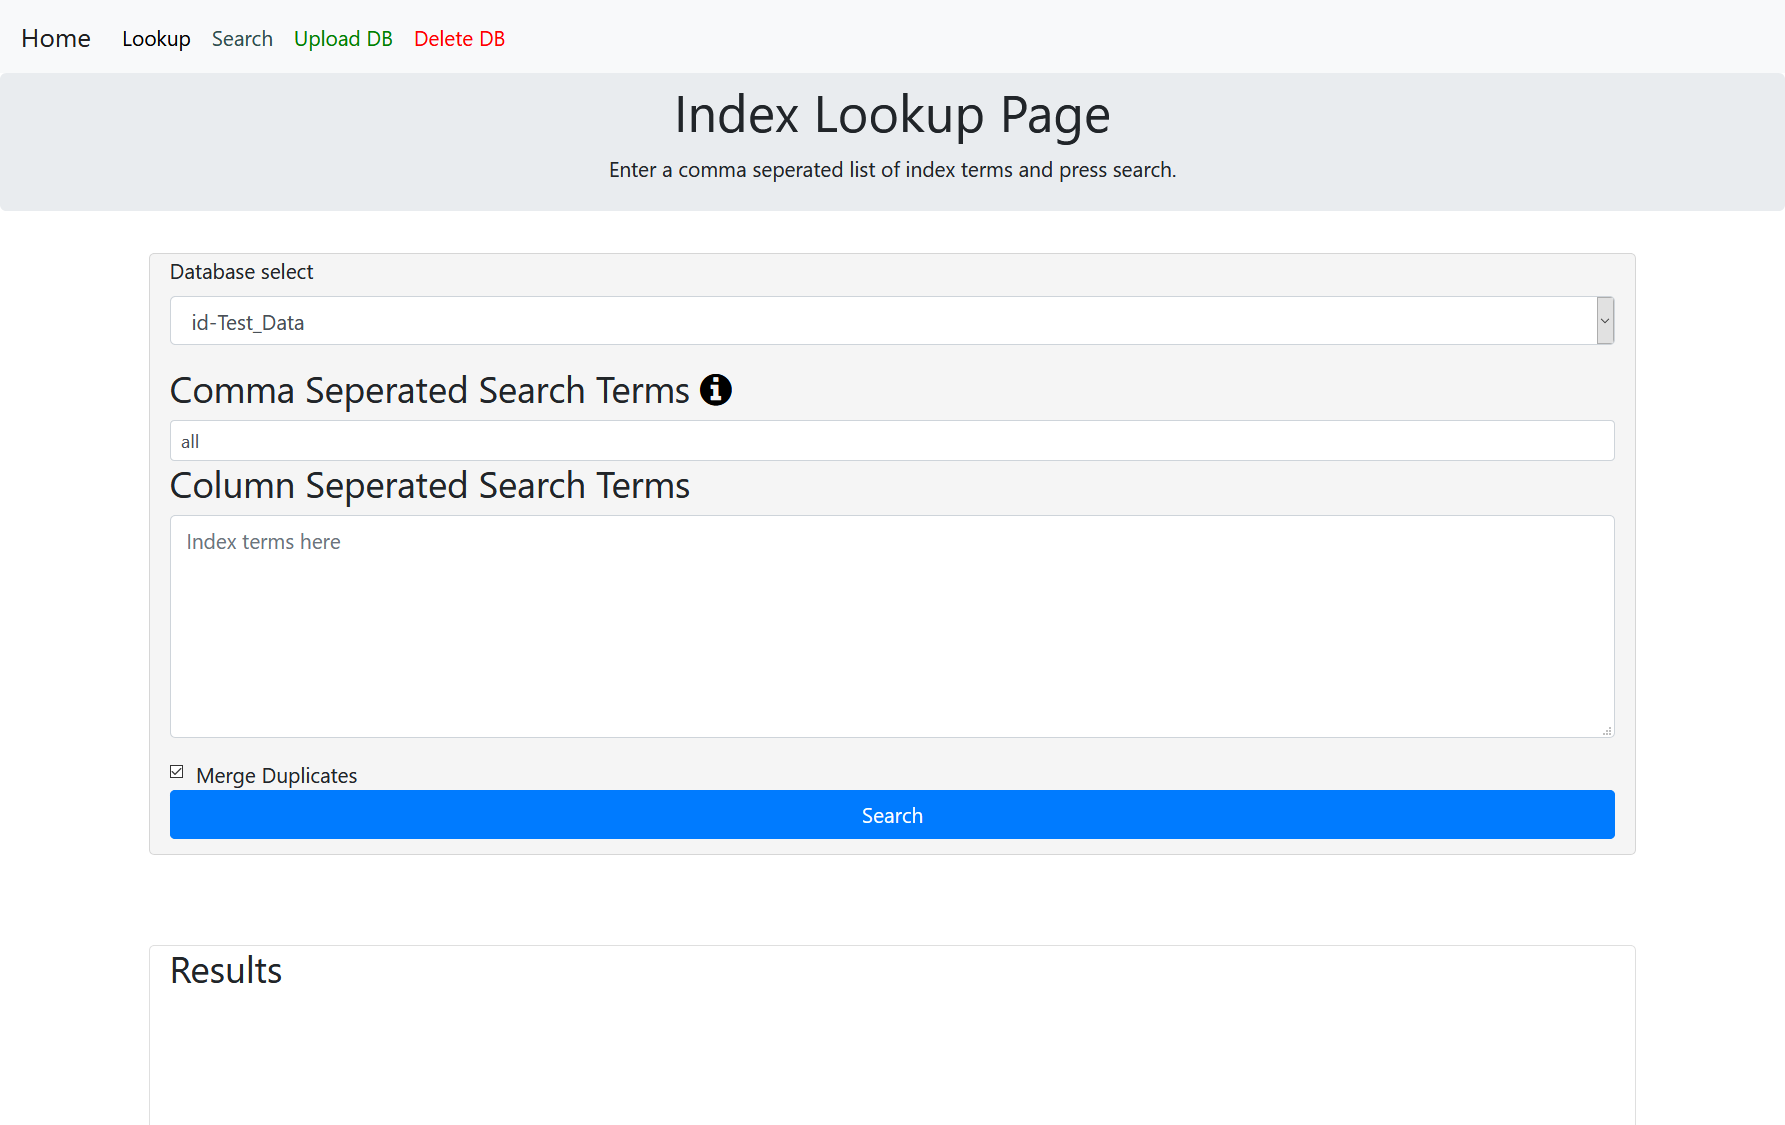 Home Lookup Search Upload DB Delete DB
Index Lookup Page
Enter a comma seperated list of index terms and press search.
Database select
id-Test_Data
Comma Seperated Search Terms
all
Column Seperated Search Terms
Index terms here
Merge Duplicates
Search
Results